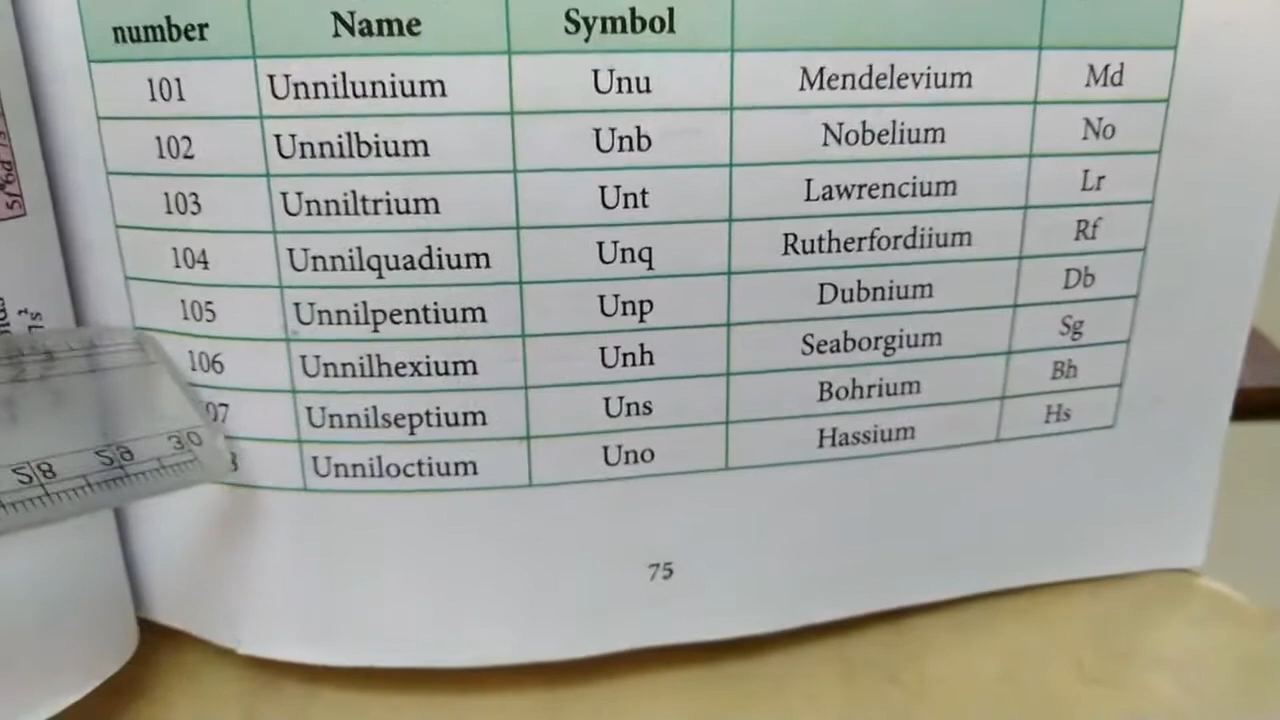 number Name Symbol
101 Unnilunium Unu Mendelevium Md
102 Unnilbium Unb Nobelium No
103 Unniltrium Unt Lawrencium Lr
104 Unnilquadium Unq Rutherfordiium Rf
105 Unnilpentium Unp Dubnium Db
106 Unnilhexium Unh Seaborgium Sg
07 Unnilseptium Uns Bohrium Bh
Unniloctium Uno Hassium Hs
75
30